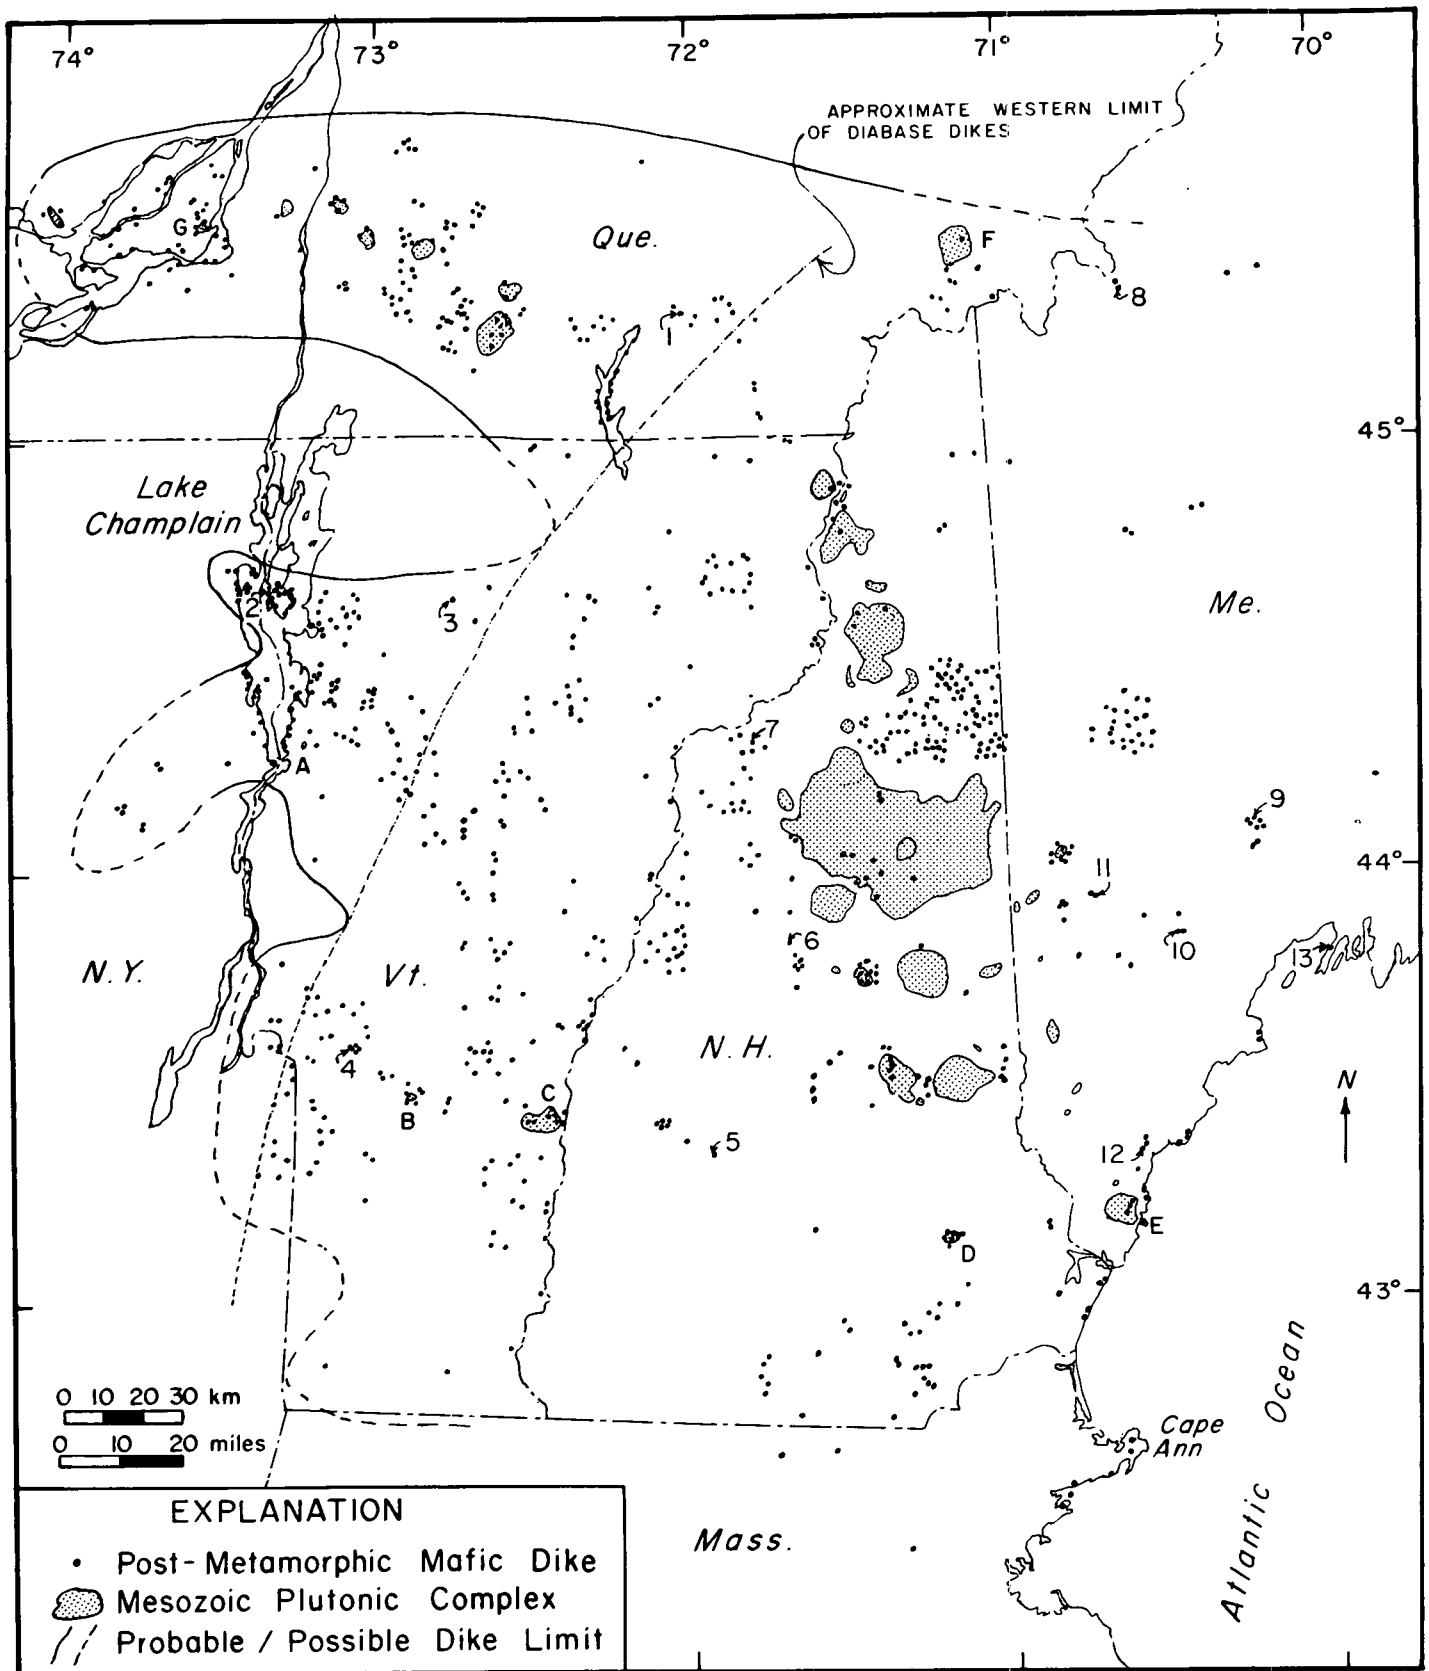 74°
73°
72°
71°
70°
APPROXIMATE WESTERN LIMIT
OF DIABASE DIKES
G
Que.
F
8
1
45°
Lake
Champlain
2
3
Me.
7
A
9
44°
11
6
10
13
N.Y.
Vt.
N.H.
4
B
C
5
N
12
E
D
43°
0 10 20 30 km
0 10 20 miles
Cape
Ann
Atlantic Ocean
Mass.
EXPLANATION
Post-Metamorphic Mafic Dike
Mesozoic Plutonic Complex
Probable / Possible Dike Limit